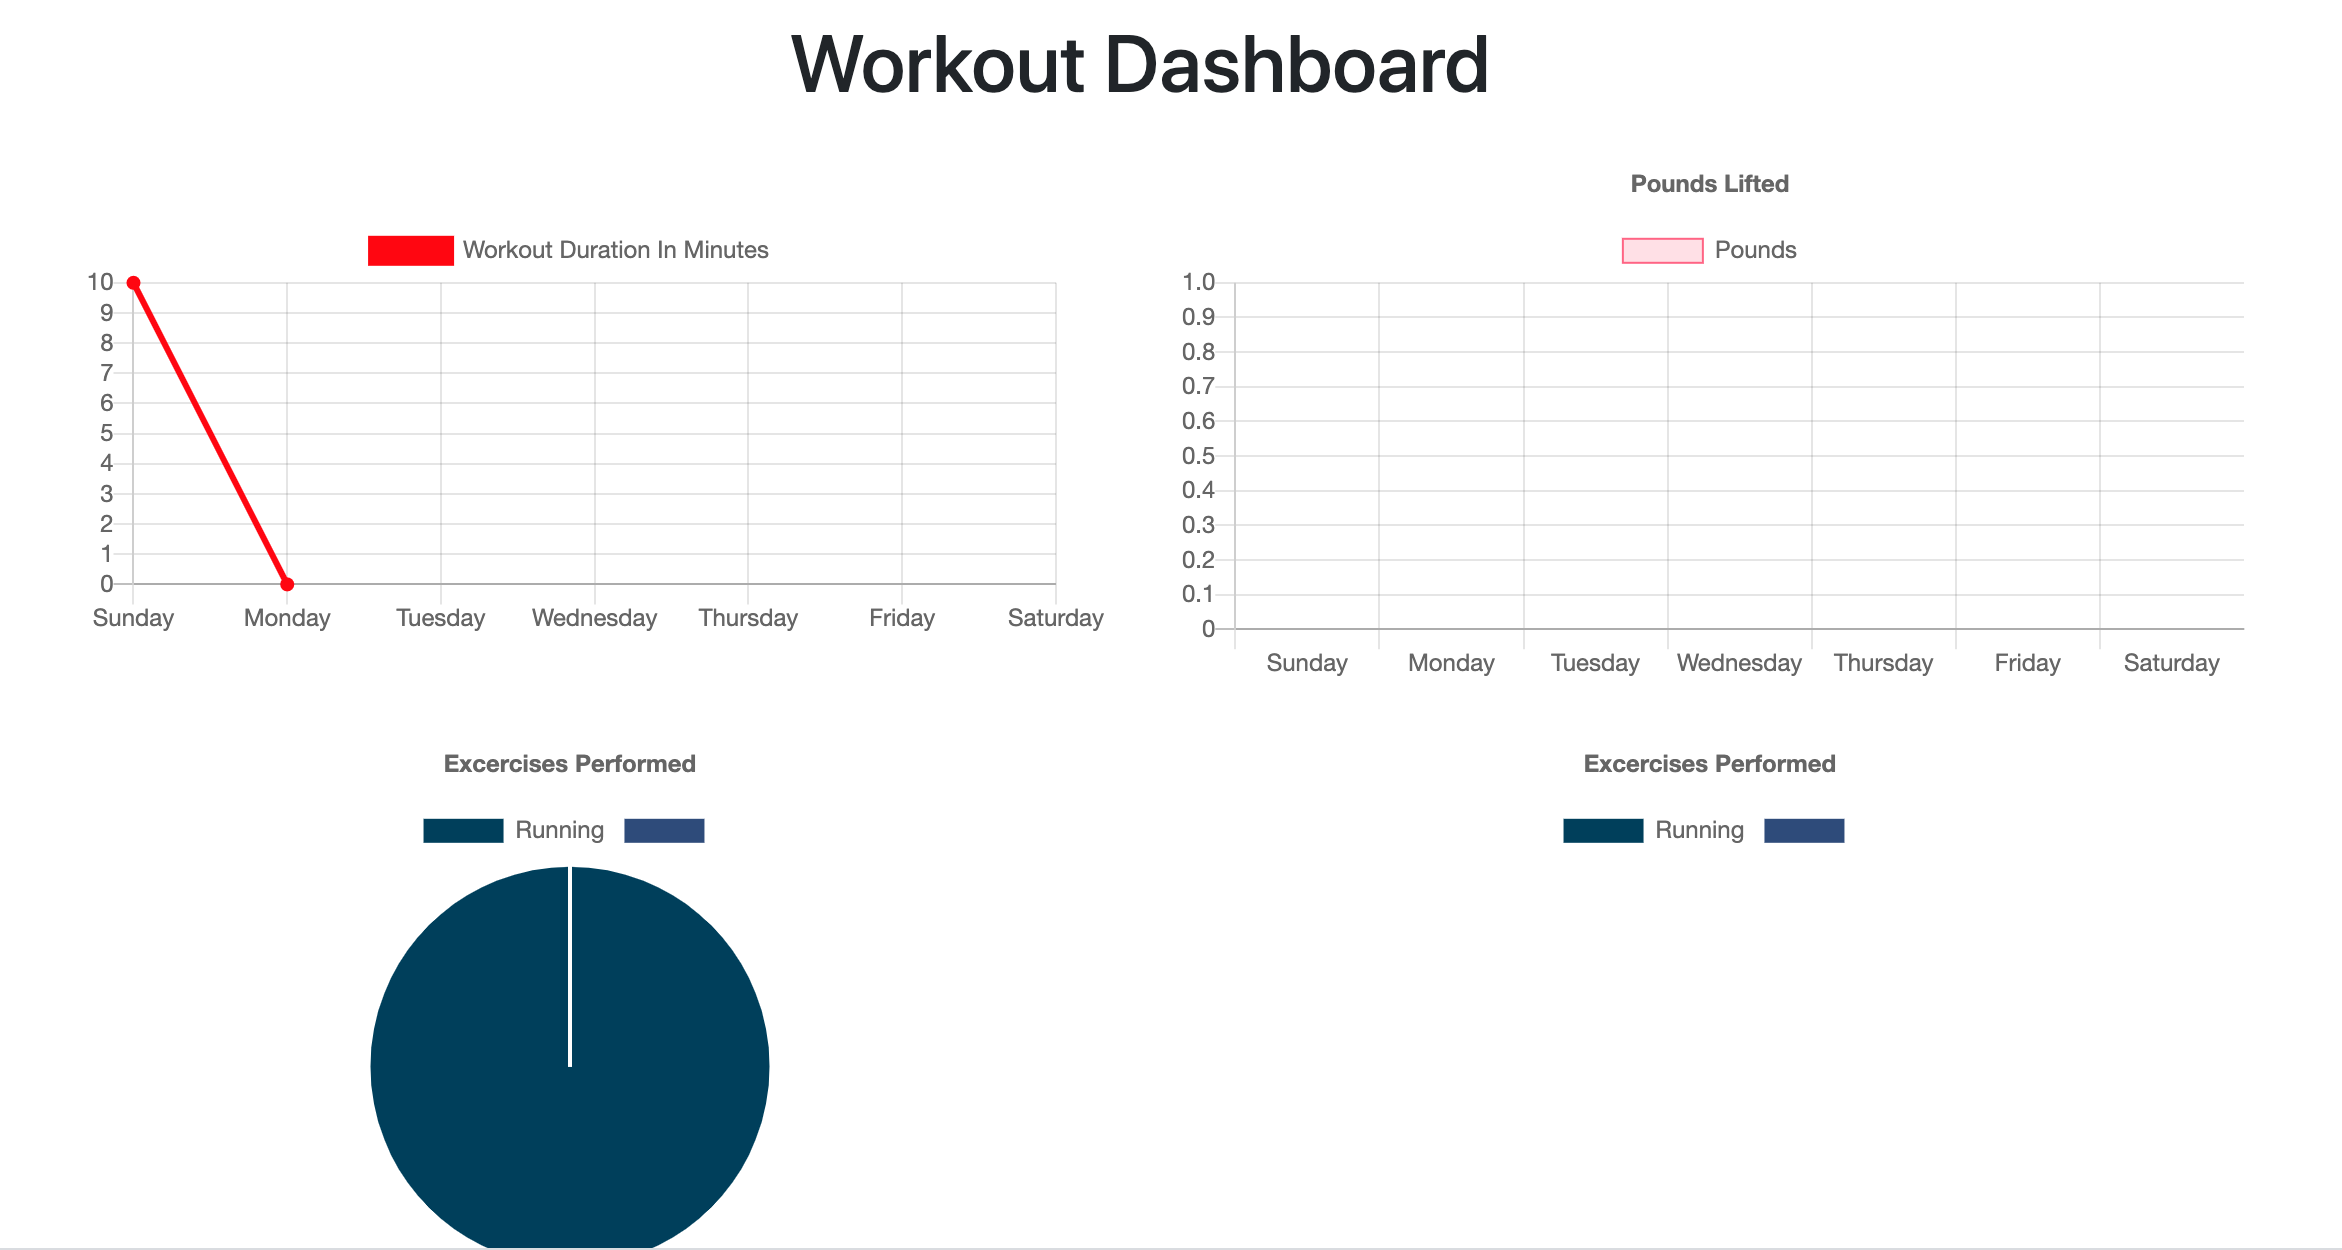 Workout Dashboard
Workout Duration In Minutes
10
9
8
7
6
5
4
3
2
1
0
Sunday Monday Tuesday Wednesday Thursday Friday Saturday
Pounds Lifted
Pounds
1.0
0.9
0.8
0.7
0.6
0.5
0.4
0.3
0.2
0.1
0
Sunday Monday Tuesday Wednesday Thursday Friday Saturday
Excercises Performed
Running
Excercises Performed
Running